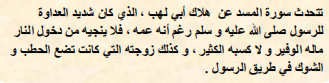 تتحدث سورة المسد عن هلاك أبي لهب ، الذي كان شديد العداوة
للرسول صلى الله عليه و سلم رغم أنه عمه ، فلا ينجيه من دخول النار
ماله الوفير و لا كسبه الكثير ، و كذلك زوجته التي كانت تضع الحطب و
الشوك في طريق الرسول .